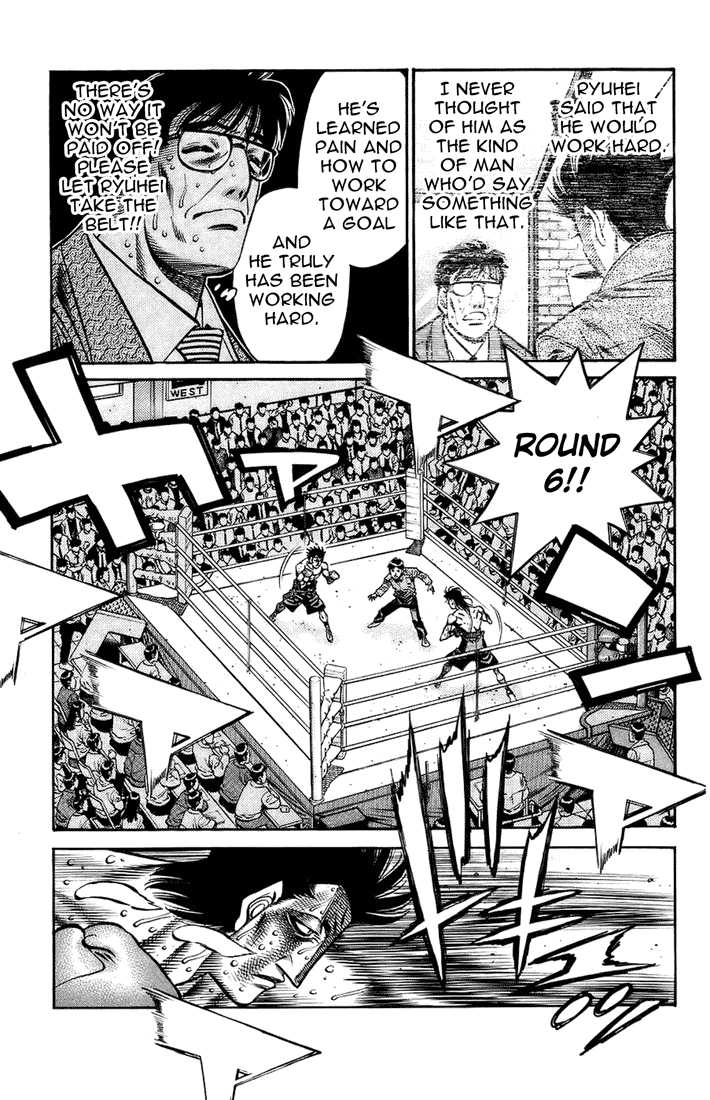 RYUHEI
SAID THAT
HE WOULD
WORK HARD.
I NEVER
THOUGHT
OF HIM AS
THE KIND
OF MAN
WHO'D SAY
SOMETHING
LIKE THAT.
HE'S
LEARNED
PAIN AND
HOW TO
WORK
TOWARD
A GOAL
AND
HE TRULY
HAS BEEN
WORKING
HARD.
THERE'S
NO WAY IT
WON'T BE
PAID OFF!
PLEASE
LET RYUHEI
TAKE THE
BELT!!
WEST
ROUND
6!!